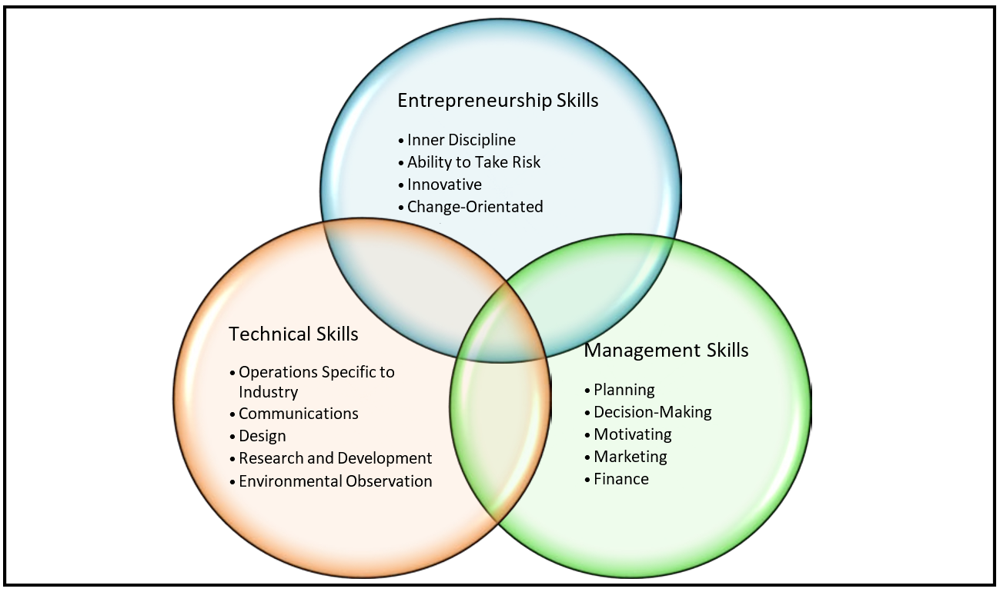 Entrepreneurship Skills
• Inner Discipline
• Ability to Take Risk
• Innovative
• Change-Orientated
Technical Skills
• Operations Specific to
Industry
• Communications
• Design
• Research and Development
• Environmental Observation
Management Skills
• Planning
• Decision-Making
• Motivating
• Marketing
• Finance